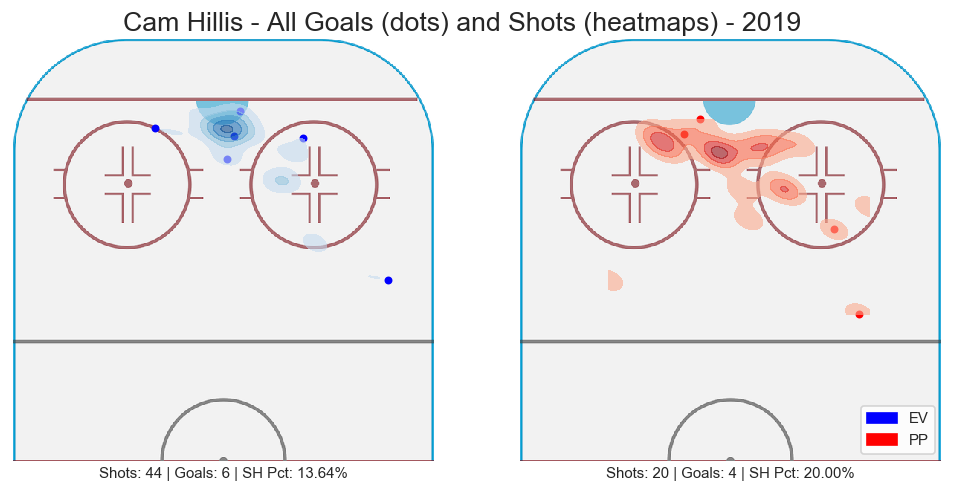 Cam Hillis - All Goals (dots) and Shots (heatmaps) - 2019
EV
PP
Shots: 44 | Goals: 6 | SH Pct: 13.64%
Shots: 20 | Goals: 4 | SH Pct: 20.00%